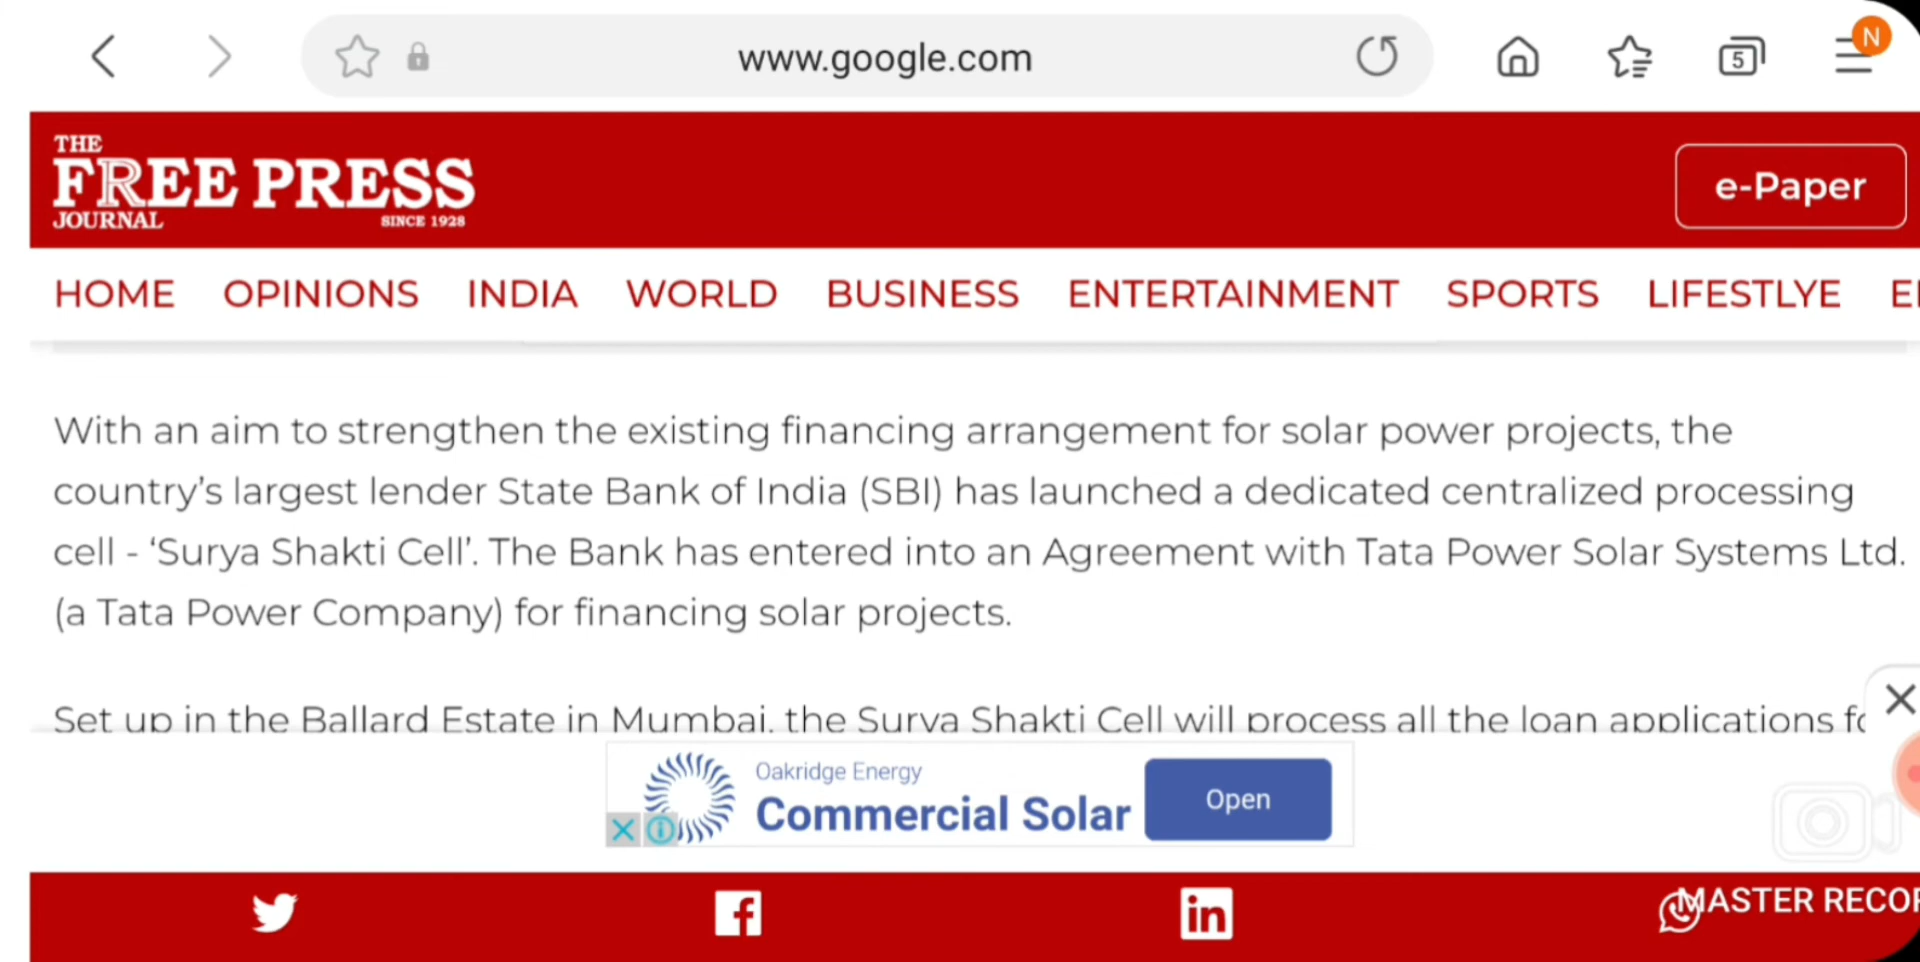 www.google.com
5
N
THE
FREE PRESS
JOURNAL
SINCE 1928
e-Paper
HOME OPINIONS INDIA WORLD BUSINESS ENTERTAINMENT SPORTS LIFESTLYE
With an aim to strengthen the existing financing arrangement for solar power projects, the
country’s largest lender State Bank of India (SBI) has launched a dedicated centralized processing
cell - ‘Surya Shakti Cell’. The Bank has entered into an Agreement with Tata Power Solar Systems Ltd.
(a Tata Power Company) for financing solar projects.
Set up in the Ballard Estate in Mumbai, the Surya Shakti Cell will process all the loan applications
Oakridge Energy
Commercial Solar
Open
MASTER RECOR